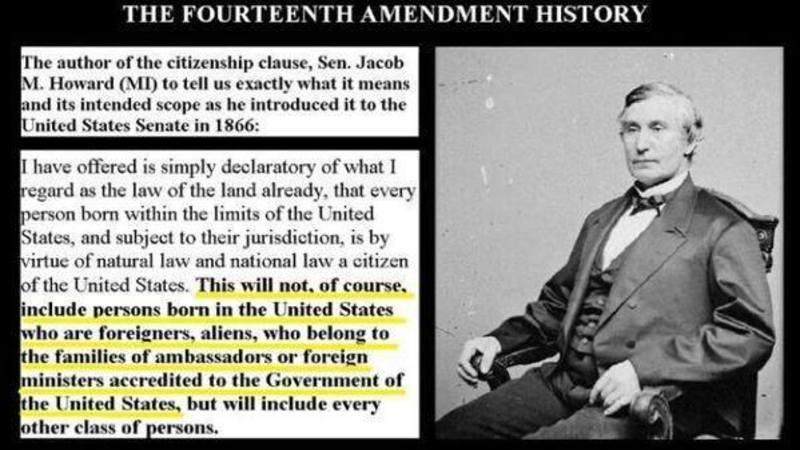 THE FOURTEENTH AMENDMENT HISTORY
The author of the citizenship clause, Sen. Jacob
M. Howard (MI) to tell us exactly what it means
and its intended scope as he introduced it to the
United States Senate in 1866:
I have offered is simply declaratory of what I
regard as the law of the land already, that every
person born within the limits of the United
States, and subject to their jurisdiction, is by
virtue of natural law and national law a citizen
of the United States. This will not, of course,
include persons born in the United States
who are foreigners, aliens, who belong to
the families of ambassadors or foreign
ministers accredited to the Government of
the United States, but will include every
other class of persons.